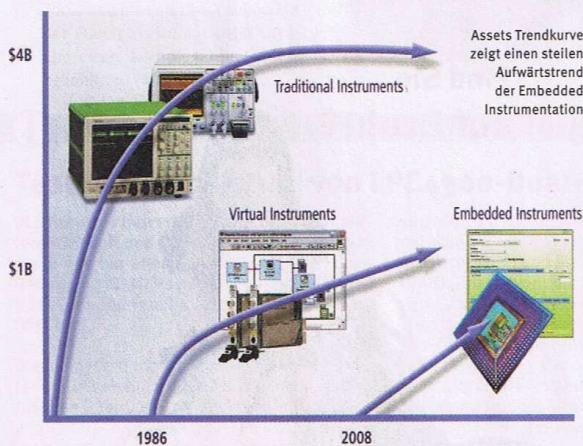 $4B
Assets Trendkurve
zeigt einen steilen
Aufwärtstrend
der Embedded
Instrumentation
Traditional Instruments
Virtual Instruments
Embedded Instruments
$1B
1986
2008